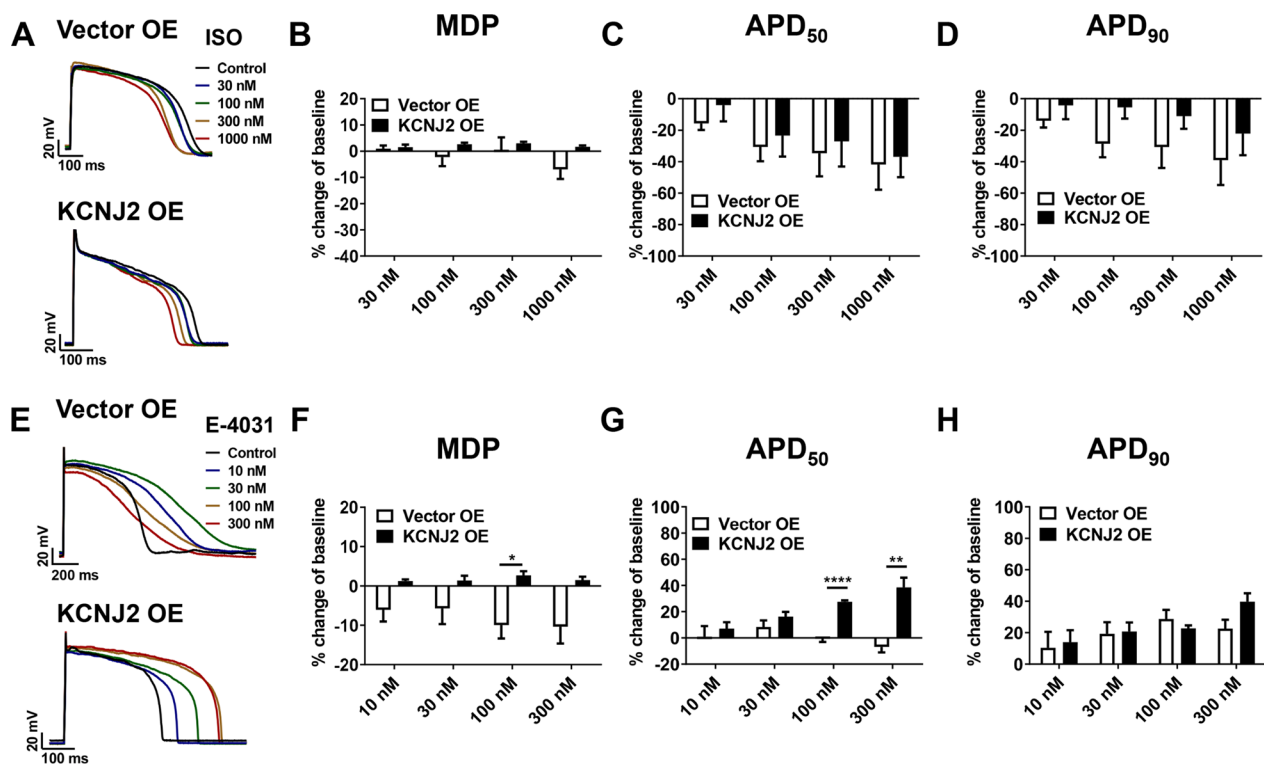 A
Vector OE
ISO
Control
30 nM
100 nM
300 nM
1000 nM
20 mV
100 ms
KCNJ2 OE
20 mV
100 ms
B
MDP
% change of baseline
20
10
0
-10
-20
-30
-40
Vector OE
KCNJ2 OE
30 nM
100 nM
300 nM
1000 nM
C
APD50
% change of baseline
0
-20
-40
-60
-80
-100
Vector OE
KCNJ2 OE
30 nM
100 nM
300 nM
1000 nM
D
APD90
% change of baseline
0
-20
-40
-60
-80
-100
Vector OE
KCNJ2 OE
30 nM
100 nM
300 nM
1000 nM
E
Vector OE
E-4031
Control
10 nM
30 nM
100 nM
300 nM
20 mV
200 ms
KCNJ2 OE
20 mV
100 ms
F
MDP
% change of baseline
20
10
0
-10
-20
Vector OE
KCNJ2 OE
*
10 nM
30 nM
100 nM
300 nM
G
APD50
% change of baseline
100
80
60
40
20
0
-20
Vector OE
KCNJ2 OE
****
**
10 nM
30 nM
100 nM
300 nM
H
APD90
% change of baseline
100
80
60
40
20
0
Vector OE
KCNJ2 OE
10 nM
30 nM
100 nM
300 nM